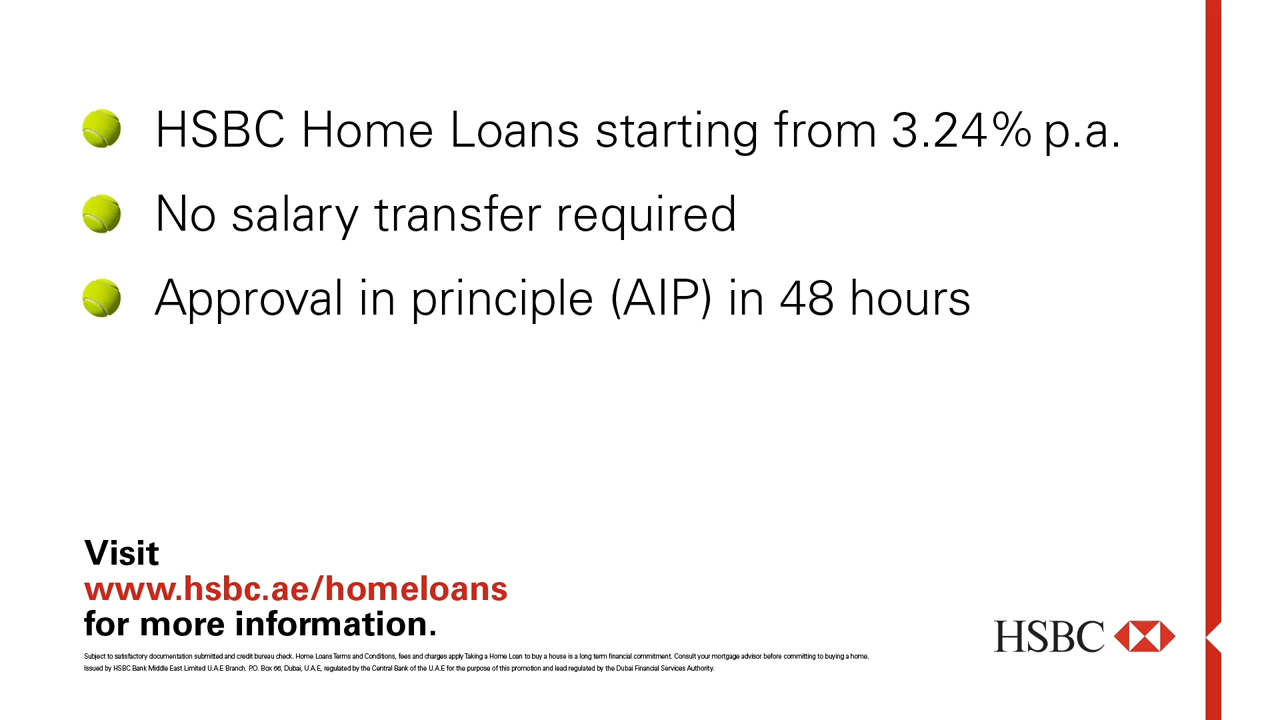 HSBC Home Loans starting from 3.24% p.a.
No salary transfer required
Approval in principle (AIP) in 48 hours
Visit
www.hsbc.ae/homeloans
for more information.
Subject to satisfactory documentation submitted and credit bureau check. Home Loans Terms and Conditions, fees and charges apply Taking a Home Loan to buy a house is a long term financial commitment. Consult your mortgage advisor before committing to buying a home.
Issued by HSBC Bank Middle East Limited U.A.E Branch. P.O. Box 66, Dubai, U.A.E, regulated by the Central Bank of the U.A.E for the purpose of this promotion and lead regulated by the Dubai Financial Services Authority.
HSBC